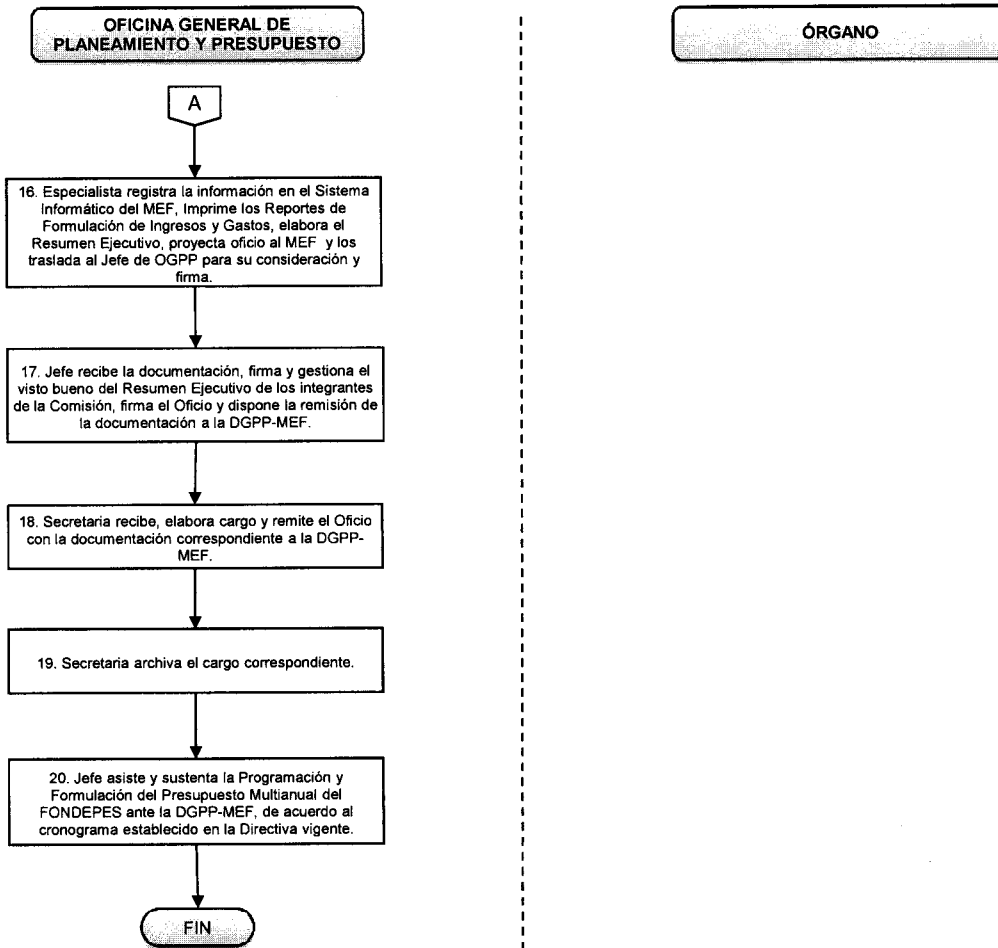 OFICINA GENERAL DE
PLANEAMIENTO Y PRESUPUESTO
ÓRGANO
A
16. Especialista registra la información en el Sistema
Informático del MEF, Imprime los Reportes de
Formulación de Ingresos y Gastos, elabora el
Resumen Ejecutivo, proyecta oficio al MEF y los
traslada al Jefe de OGPP para su consideración y
firma.
17. Jefe recibe la documentación, firma y gestiona el
visto bueno del Resumen Ejecutivo de los integrantes
de la Comisión, firma el Oficio y dispone la remisión de
la documentación a la DGPP-MEF.
18. Secretaria recibe, elabora cargo y remite el Oficio
con la documentación correspondiente a la DGPP-
MEF.
19. Secretaria archiva el cargo correspondiente.
20. Jefe asiste y sustenta la Programación y
Formulación del Presupuesto Multianual del
FONDEPES ante la DGPP-MEF, de acuerdo al
cronograma establecido en la Directiva vigente.
FIN